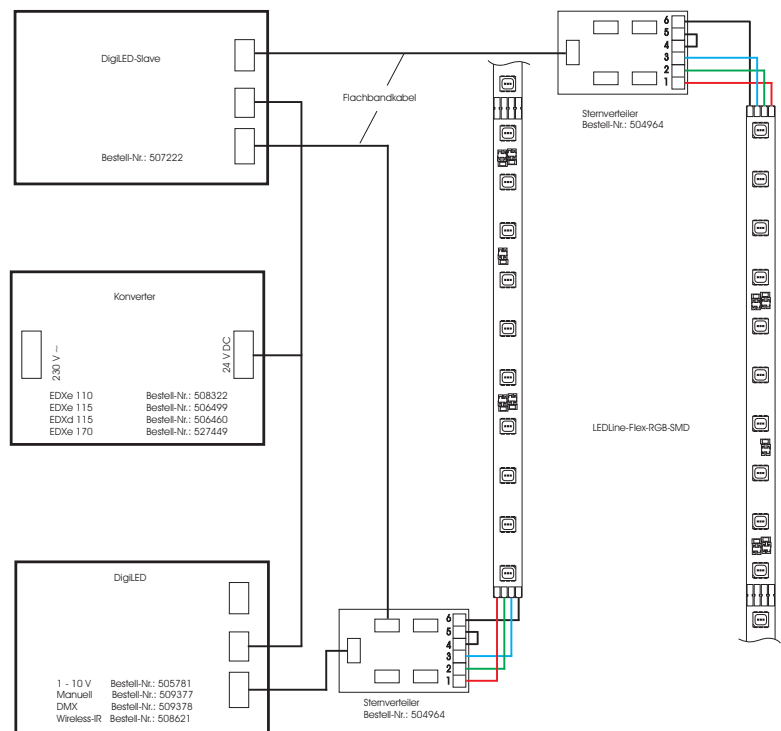 DigiLED-Slave
Bestell-Nr.: 507222
Flachbandkabel
6
5
4
3
2
1
Sternverteiler
Bestell-Nr.: 504964
Konverter
230 V ~
24 V DC
EDXe 110 Bestell-Nr.: 508322
EDXe 115 Bestell-Nr.: 506499
EDXd 115 Bestell-Nr.: 506460
EDXe 170 Bestell-Nr.: 527449
LEDLine-Flex-RGB-SMD
DigiLED
1 - 10 V Bestell-Nr.: 505781
Manuell Bestell-Nr.: 509377
DMX Bestell-Nr.: 509378
Wireless-IR Bestell-Nr.: 508621
6
5
4
3
2
1
Sternverteiler
Bestell-Nr.: 504964